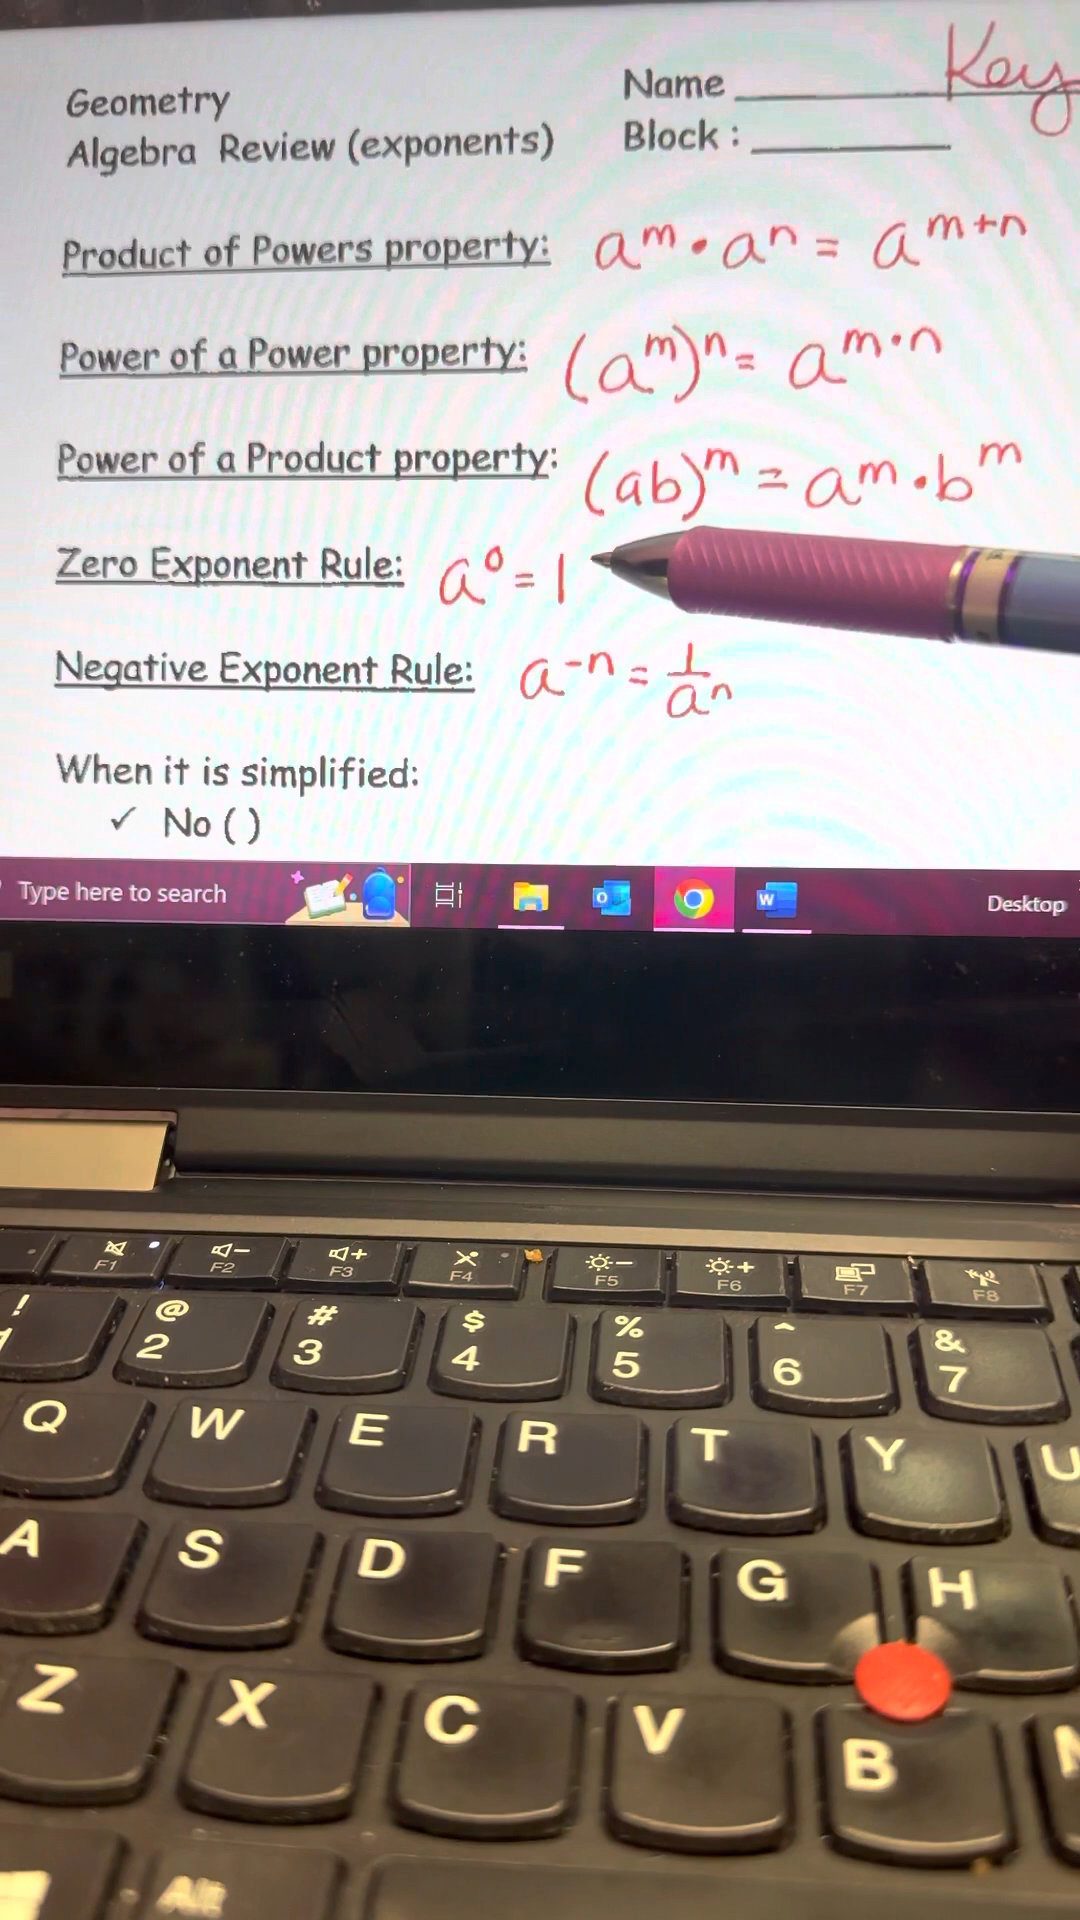 Geometry
Algebra Review (exponents)
Name ________ Key
Block : ________
Product of Powers property: a^m • a^n = a^(m+n)
Power of a Power property: (a^m)^n = a^(m•n)
Power of a Product property: (ab)^m = a^m • b^m
Zero Exponent Rule: a^0 = 1
Negative Exponent Rule: a^-n = 1/a^n
When it is simplified:
✓ No ( )
Type here to search
Desktop
F1 F2 F3 F4 F5 F6 F7 F8
! @ # $ % ^ &
2 3 4 5 6 7
Q W E R T Y U
A S D F G H
Z X C V B
Alt